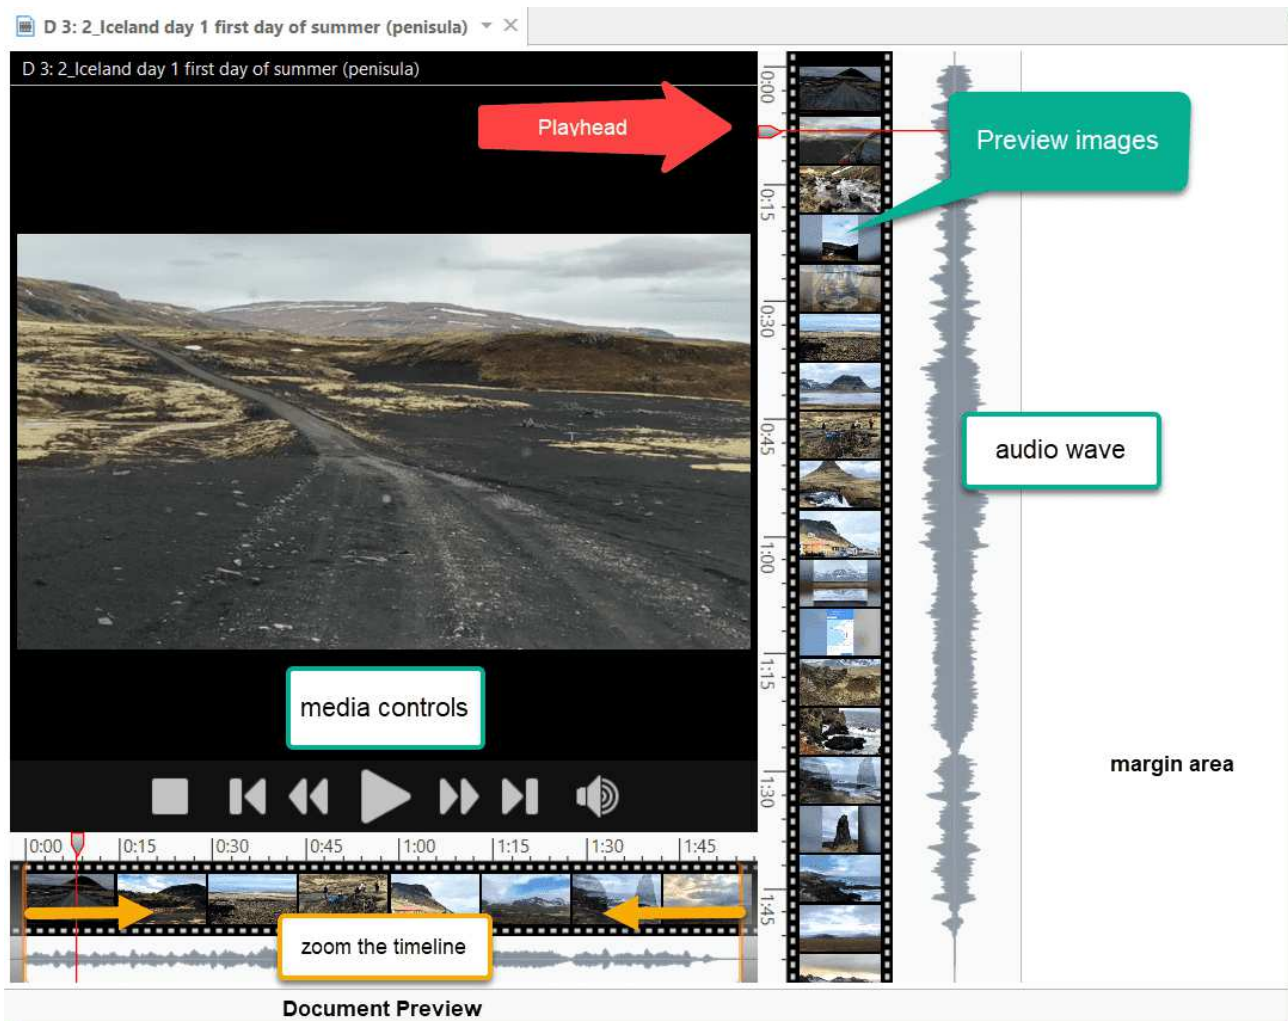 D 3: 2_Iceland day 1 first day of summer (penisula)
D 3: 2_Iceland day 1 first day of summer (penisula)
Playhead
Preview images
0:00
0:15
0:30
0:45
1:00
1:15
1:30
1:45
audio wave
media controls
margin area
0:00 0:15 0:30 0:45 1:00 1:15 1:30 1:45
zoom the timeline
Document Preview